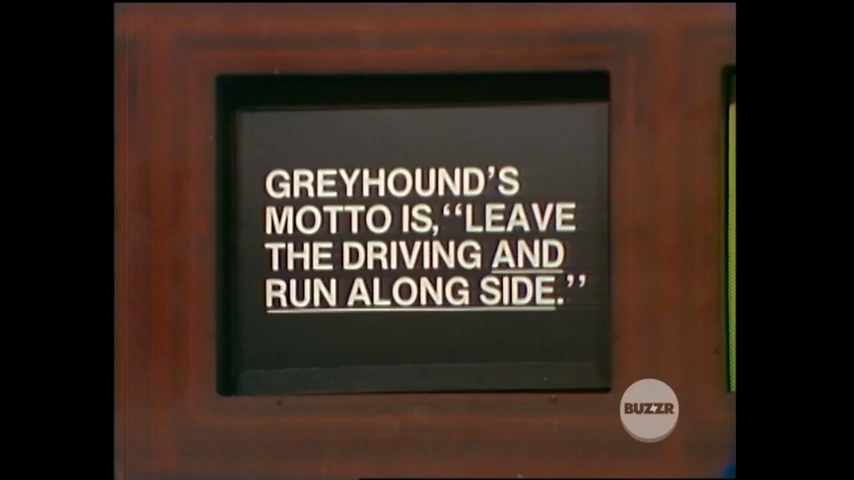 GREYHOUND'S
MOTTO IS, "LEAVE
THE DRIVING AND
RUN ALONG SIDE."
BUZZR